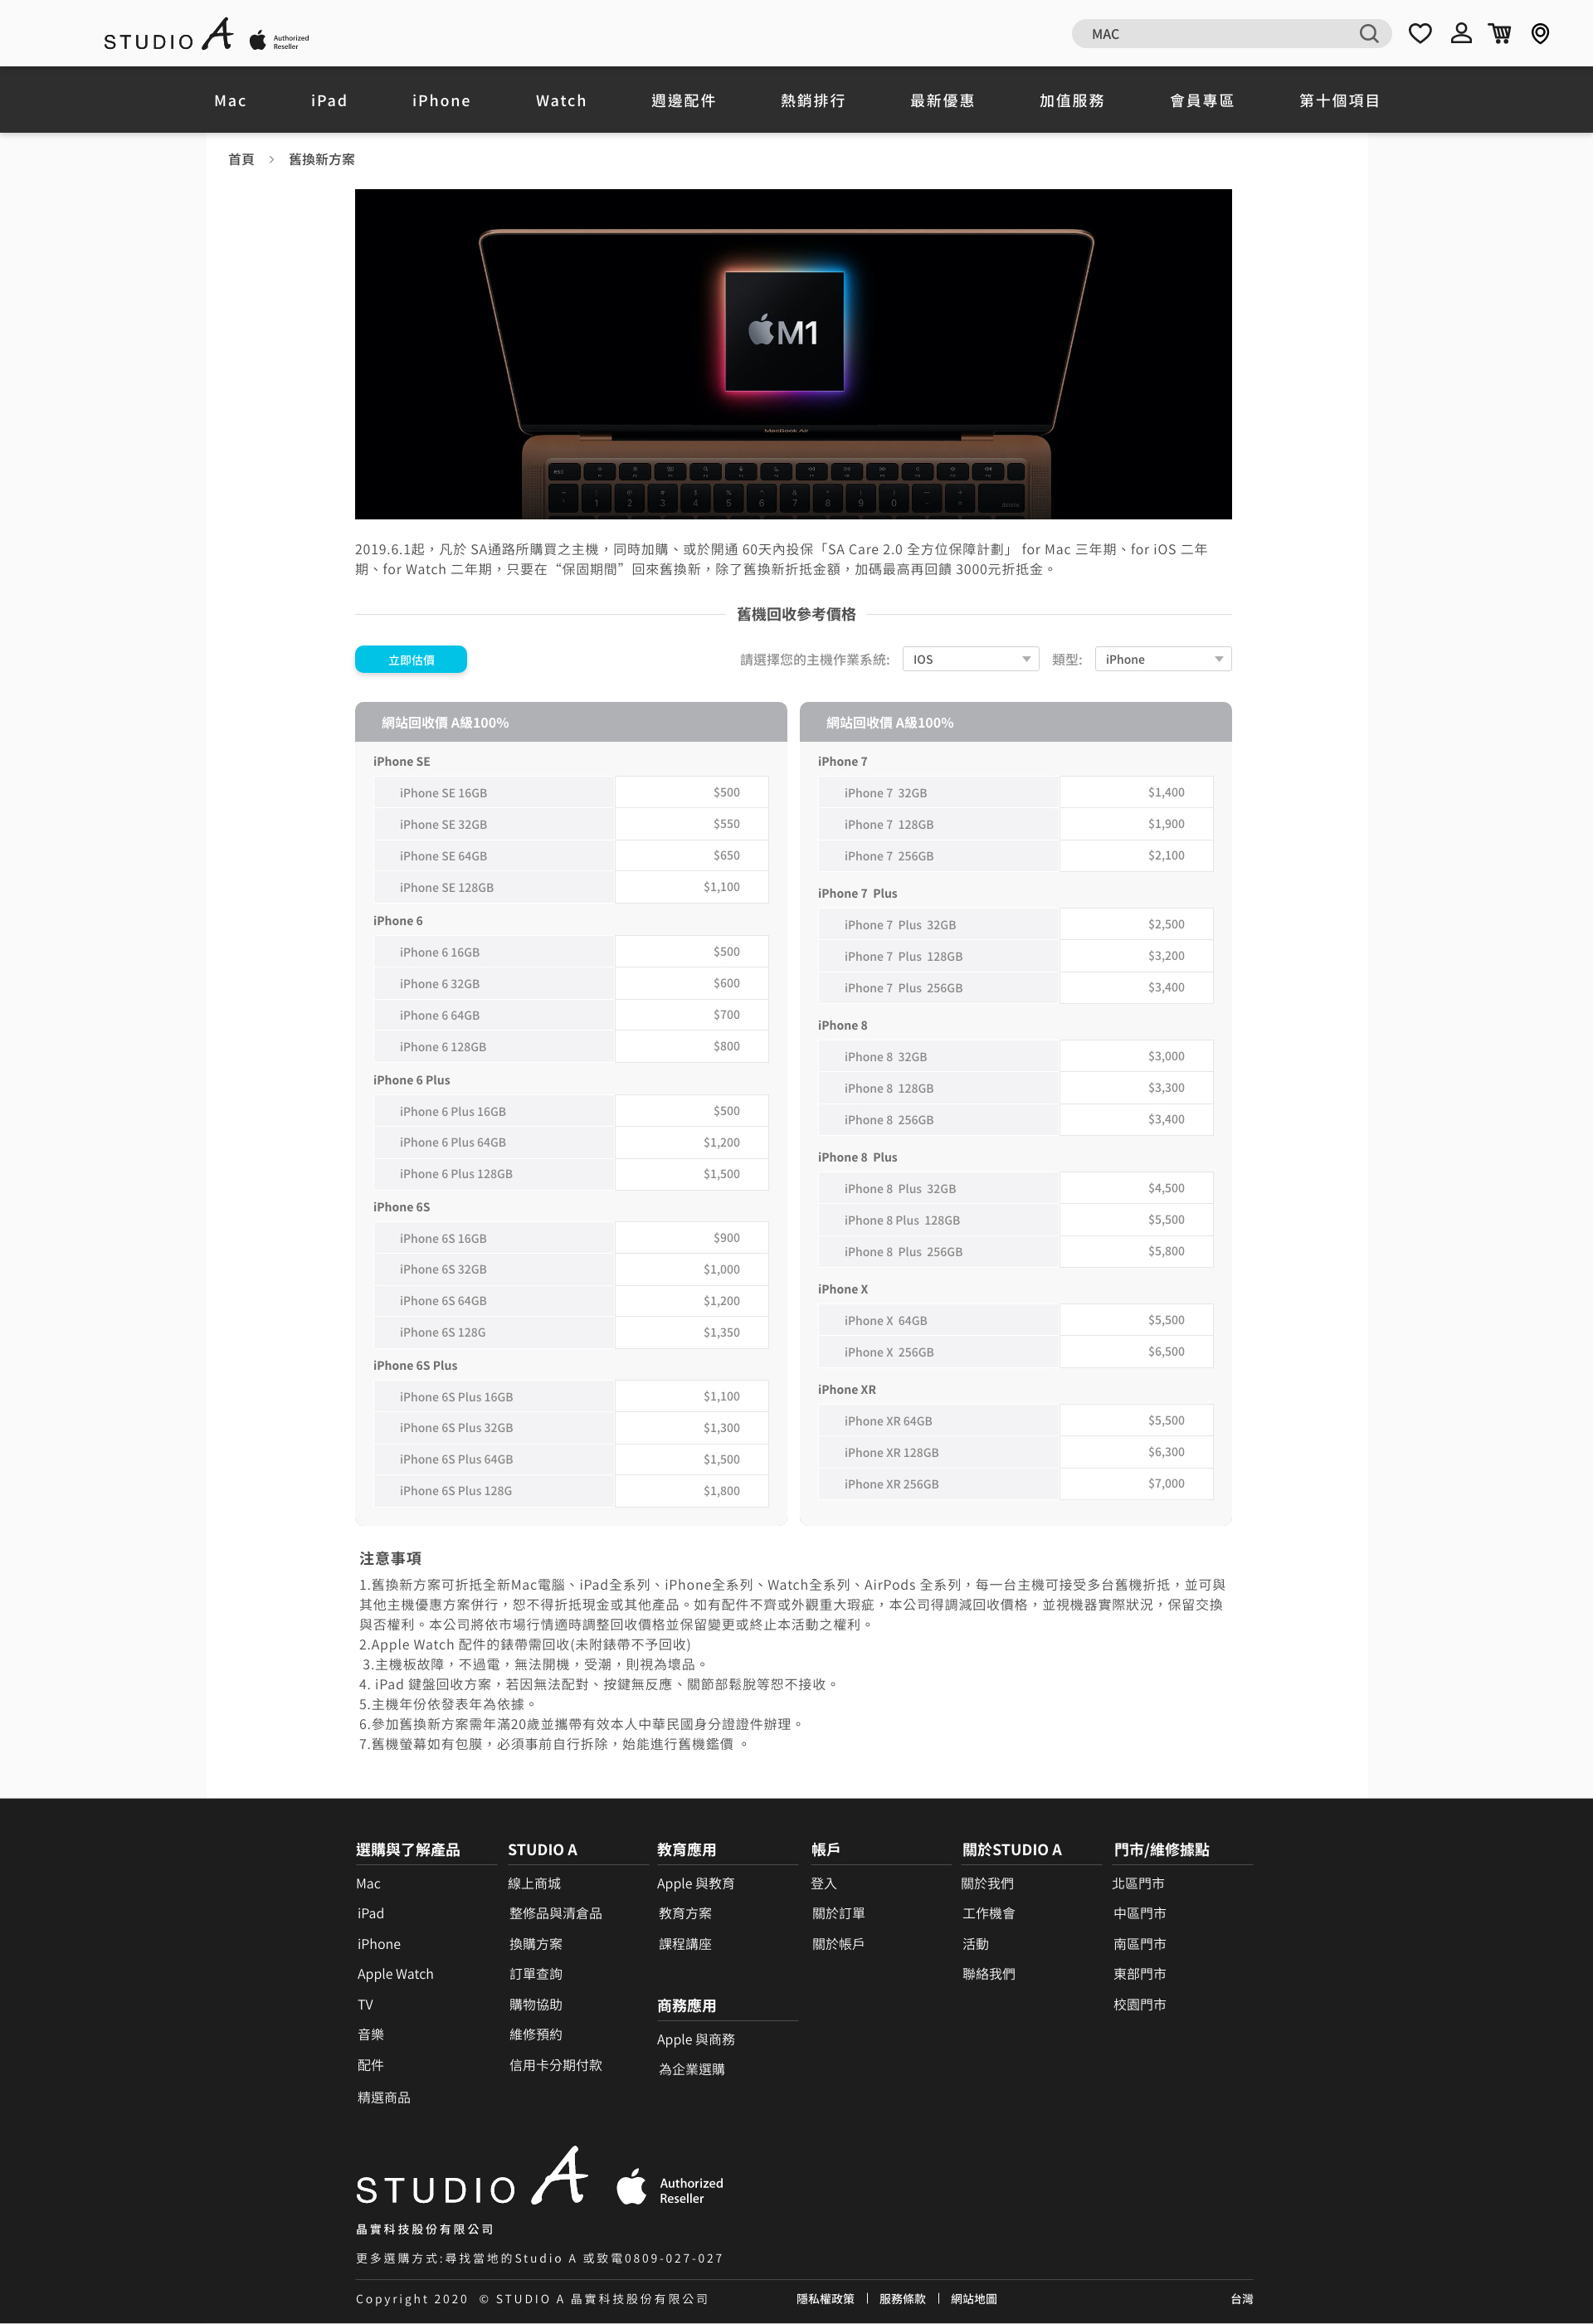 STUDIO A Authorized Reseller
MAC
Mac iPad iPhone Watch 週邊配件 熱銷排行 最新優惠 加值服務 會員專區 第十個項目
首頁 > 舊換新方案
M1
MacBook Air
2019.6.1起，凡於 SA通路所購買之主機，同時加購、或於開通 60天內投保「SA Care 2.0 全方位保障計劃」 for Mac 三年期、for iOS 二年
期、for Watch 二年期，只要在“保固期間”回來舊換新，除了舊換新折抵金額，加碼最高再回饋 3000元折抵金。
舊機回收參考價格
立即估價 請選擇您的主機作業系統: IOS 類型: iPhone
網站回收價 A級100%
iPhone SE
iPhone SE 16GB $500
iPhone SE 32GB $550
iPhone SE 64GB $650
iPhone SE 128GB $1,100
iPhone 6
iPhone 6 16GB $500
iPhone 6 32GB $600
iPhone 6 64GB $700
iPhone 6 128GB $800
iPhone 6 Plus
iPhone 6 Plus 16GB $500
iPhone 6 Plus 64GB $1,200
iPhone 6 Plus 128GB $1,500
iPhone 6S
iPhone 6S 16GB $900
iPhone 6S 32GB $1,000
iPhone 6S 64GB $1,200
iPhone 6S 128G $1,350
iPhone 6S Plus
iPhone 6S Plus 16GB $1,100
iPhone 6S Plus 32GB $1,300
iPhone 6S Plus 64GB $1,500
iPhone 6S Plus 128G $1,800
網站回收價 A級100%
iPhone 7
iPhone 7 32GB $1,400
iPhone 7 128GB $1,900
iPhone 7 256GB $2,100
iPhone 7 Plus
iPhone 7 Plus 32GB $2,500
iPhone 7 Plus 128GB $3,200
iPhone 7 Plus 256GB $3,400
iPhone 8
iPhone 8 32GB $3,000
iPhone 8 128GB $3,300
iPhone 8 256GB $3,400
iPhone 8 Plus
iPhone 8 Plus 32GB $4,500
iPhone 8 Plus 128GB $5,500
iPhone 8 Plus 256GB $5,800
iPhone X
iPhone X 64GB $5,500
iPhone X 256GB $6,500
iPhone XR
iPhone XR 64GB $5,500
iPhone XR 128GB $6,300
iPhone XR 256GB $7,000
注意事項
1.舊換新方案可折抵全新Mac電腦、iPad全系列、iPhone全系列、Watch全系列、AirPods 全系列，每一台主機可接受多台舊機折抵，並可與
其他主機優惠方案併行，恕不得折抵現金或其他產品。如有配件不齊或外觀重大瑕疵，本公司得調減回收價格，並視機器實際狀況，保留交換
與否權利。本公司將依市場行情適時調整回收價格並保留變更或終止本活動之權利。
2.Apple Watch 配件的錶帶需回收(未附錶帶不予回收)
3.主機板故障，不過電，無法開機，受潮，則視為壞品。
4. iPad 鍵盤回收方案，若因無法配對、按鍵無反應、關節部鬆脫等恕不接收。
5.主機年份依發表年為依據。
6.參加舊換新方案需年滿20歲並攜帶有效本人中華民國身分證證件辦理。
7.舊機螢幕如有包膜，必須事前自行拆除，始能進行舊機鑑價 。
選購與了解產品
Mac
iPad
iPhone
Apple Watch
TV
音樂
配件
精選商品
STUDIO A
線上商城
整修品與清倉品
換購方案
訂單查詢
購物協助
維修預約
信用卡分期付款
教育應用
Apple 與教育
教育方案
課程講座
商務應用
Apple 與商務
為企業選購
帳戶
登入
關於訂單
關於帳戶
關於STUDIO A
關於我們
工作機會
活動
聯絡我們
門市/維修據點
北區門市
中區門市
南區門市
東部門市
校園門市
STUDIO A Authorized Reseller
晶實科技股份有限公司
更多選購方式:尋找當地的Studio A 或致電0809-027-027
Copyright 2020 © STUDIO A 晶實科技股份有限公司 隱私權政策 | 服務條款 | 網站地圖 台灣